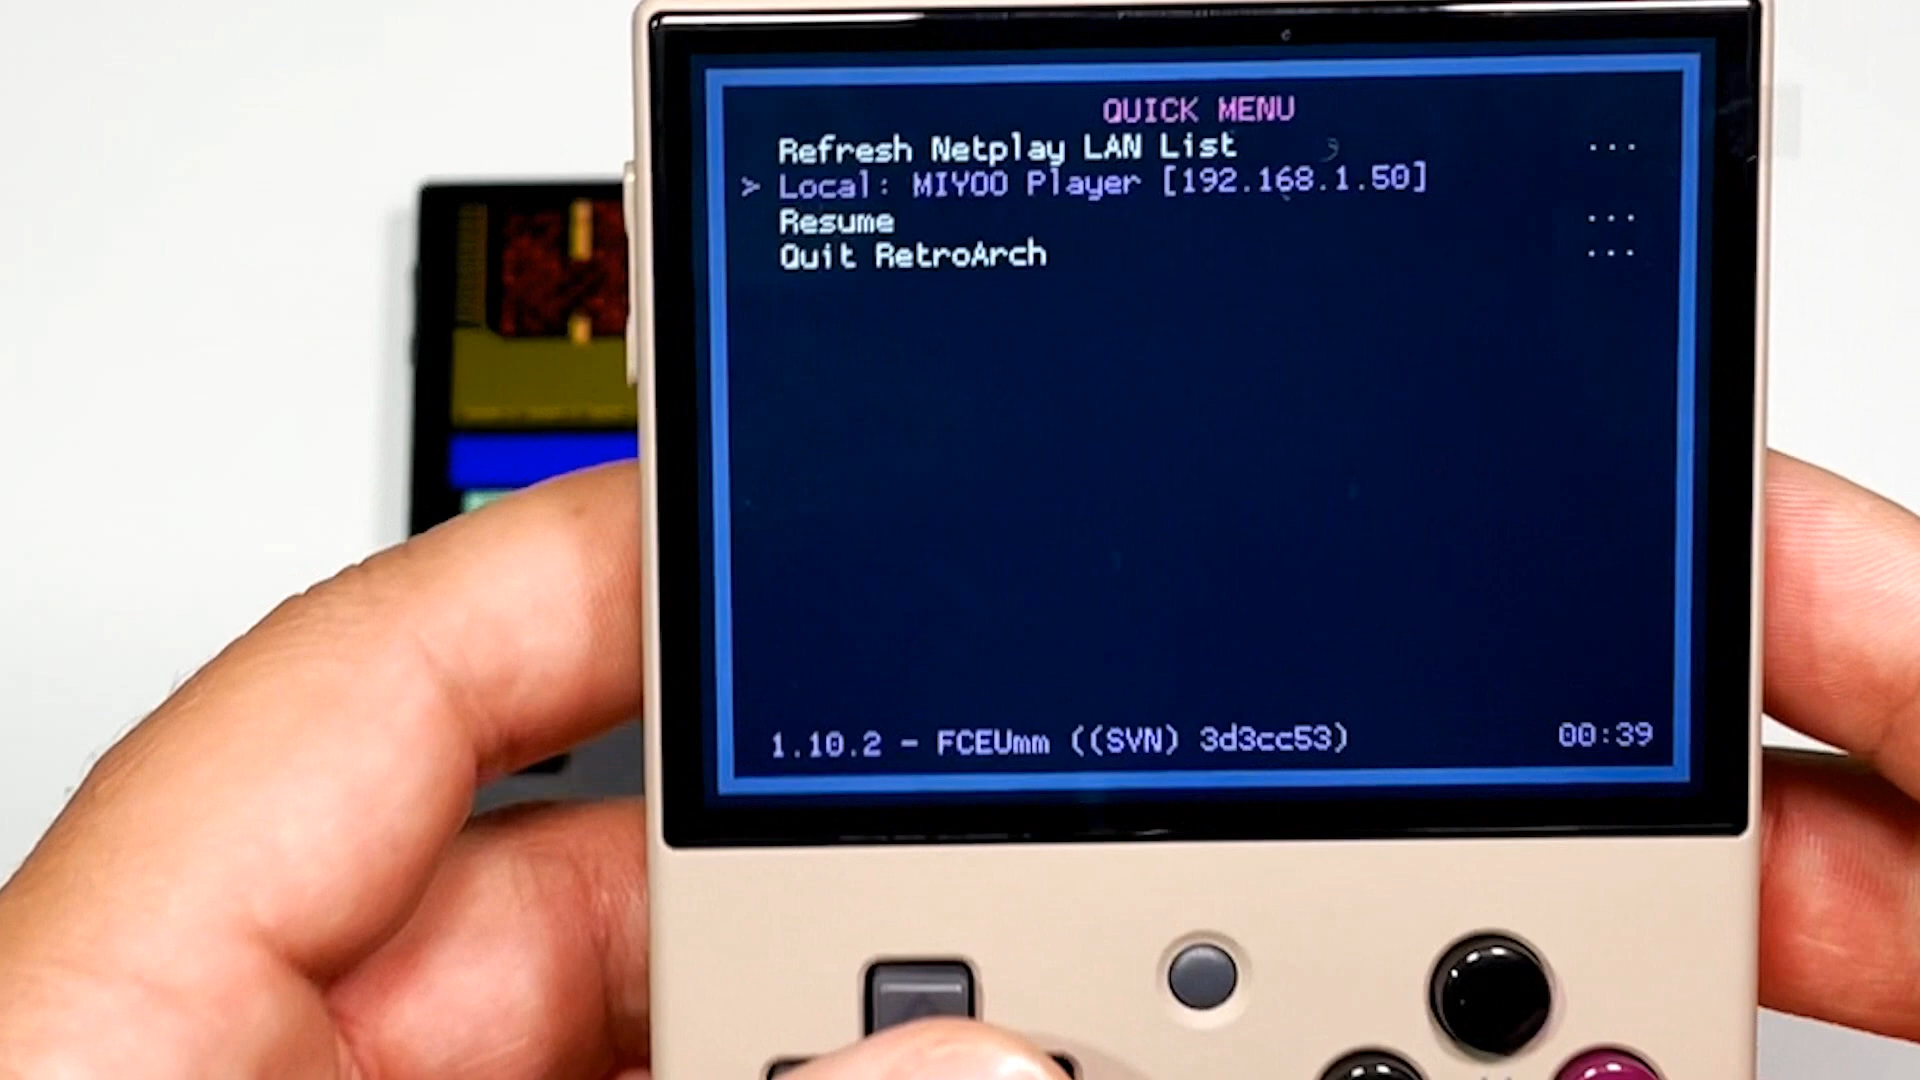 QUICK MENU
Refresh Netplay LAN List ...
> Local: MIYOO Player [192.168.1.50]
Resume ...
Quit RetroArch ...
1.10.2 - FCEUmm ((SVN) 3d3cc53) 00:39